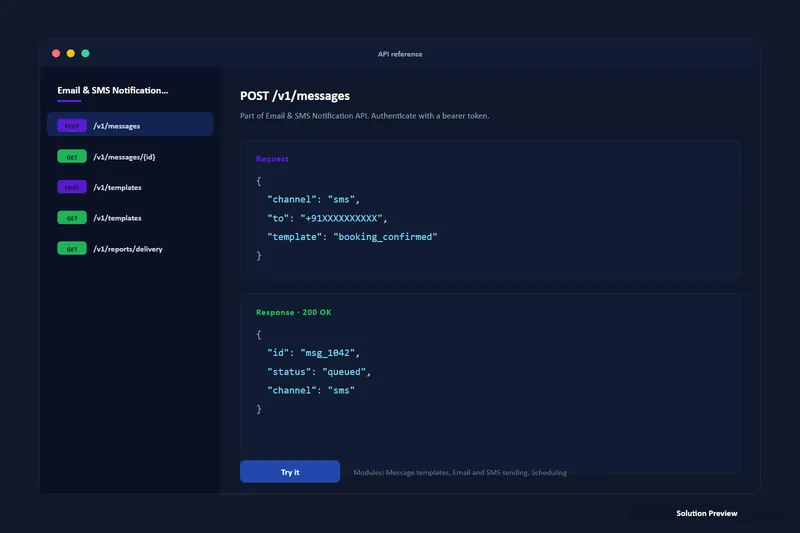 API reference
Email & SMS Notification...
POST /v1/messages
GET /v1/messages/{id}
POST /v1/templates
GET /v1/templates
GET /v1/reports/delivery
POST /v1/messages
Part of Email & SMS Notification API. Authenticate with a bearer token.
Request
{
"channel": "sms",
"to": "+91XXXXXXXXXX",
"template": "booking_confirmed"
}
Response · 200 OK
{
"id": "msg_1042",
"status": "queued",
"channel": "sms"
}
Try it
Modules: Message templates, Email and SMS sending, Scheduling
Solution Preview